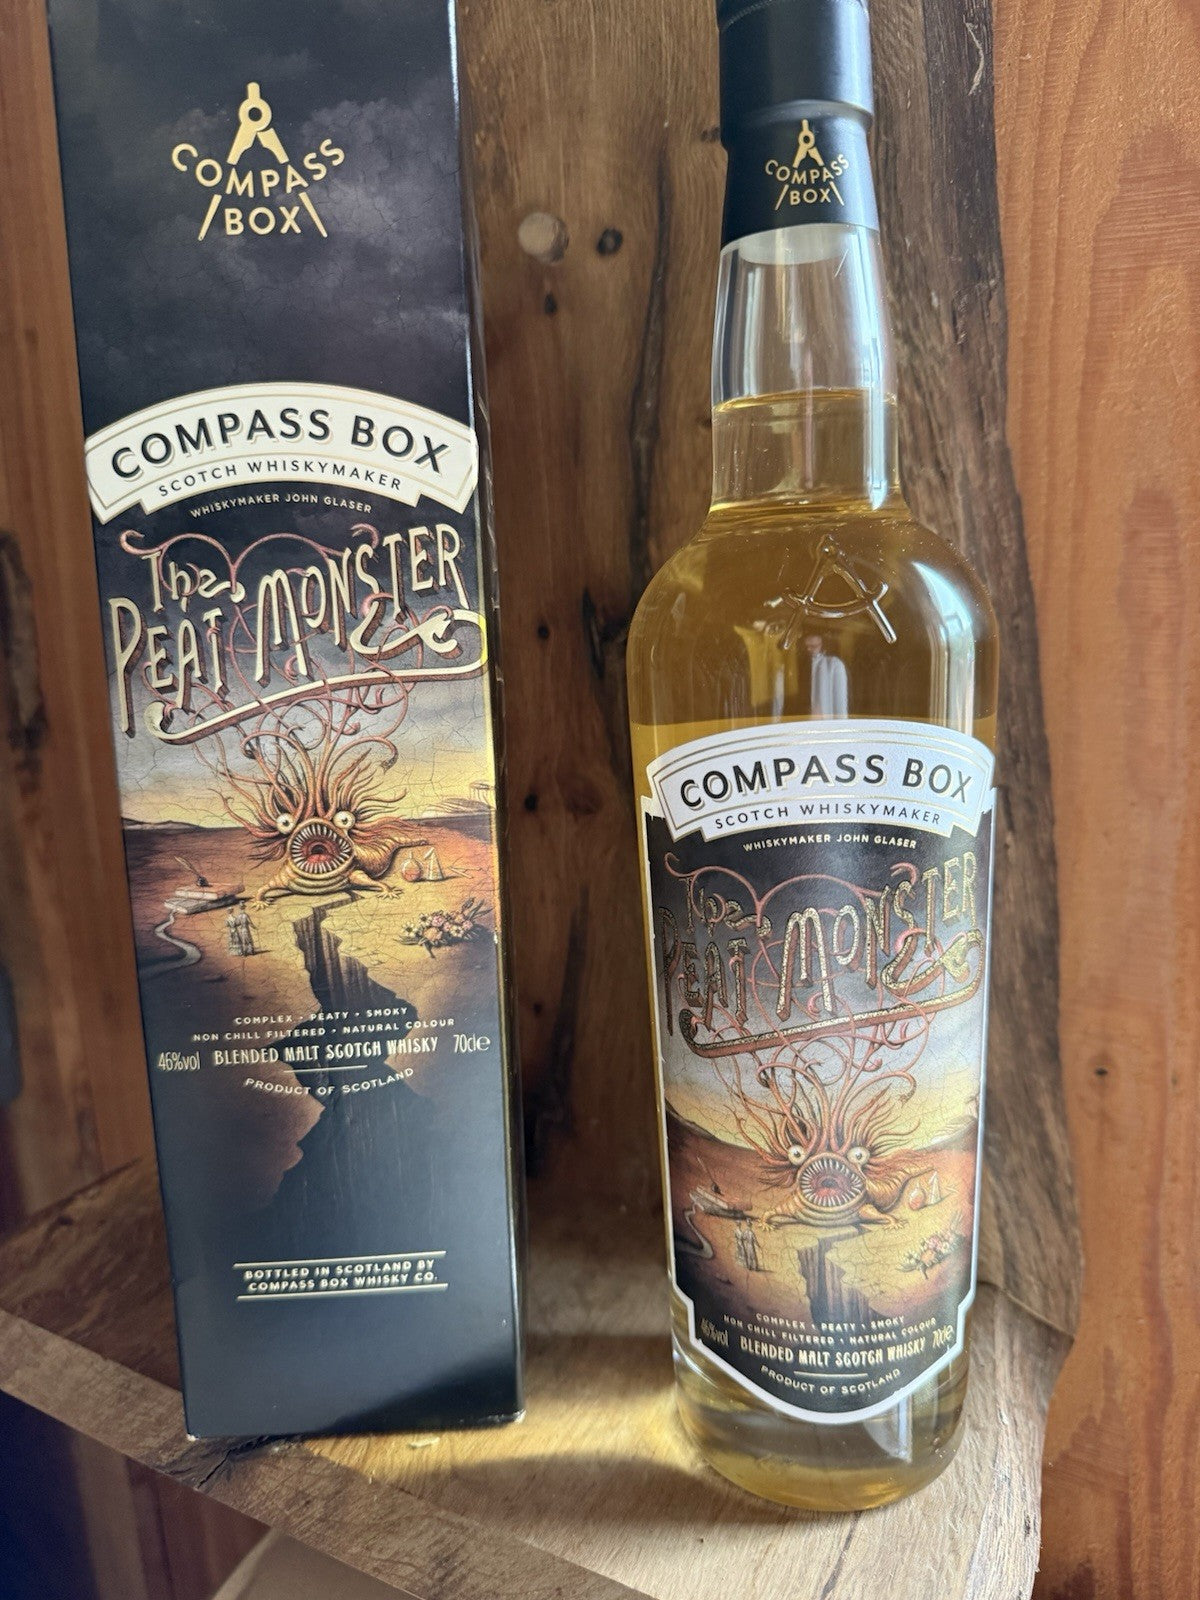 COMPASS
BOX
COMPASS BOX
SCOTCH WHISKYMAKER
WHISKYMAKER JOHN GLASER
The
PEAT MONSTER
COMPLEX • PEATY • SMOKY
NON CHILL FILTERED • NATURAL COLOUR
46%vol BLENDED MALT SCOTCH WHISKY 70cl e
PRODUCT OF SCOTLAND
BOTTLED IN SCOTLAND BY
COMPASS BOX WHISKY CO.
COMPASS
BOX
COMPASS BOX
SCOTCH WHISKYMAKER
WHISKYMAKER JOHN GLASER
The
PEAT MONSTER
COMPLEX • PEATY • SMOKY
NON CHILL FILTERED • NATURAL COLOUR
46%vol BLENDED MALT SCOTCH WHISKY 70cl e
PRODUCT OF SCOTLAND